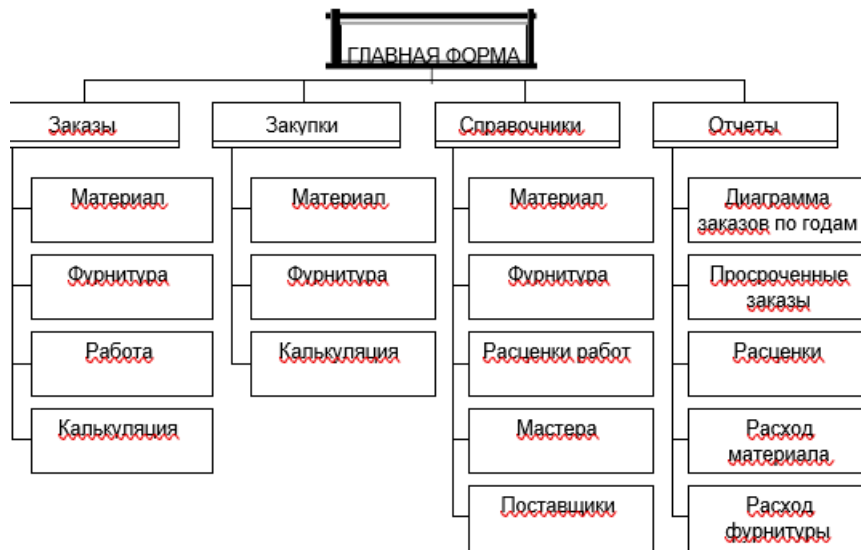 ГЛАВНАЯ ФОРМА
Заказы
Закупки
Справочники
Отчеты
Материал
Фурнитура
Работа
Калькуляция
Материал
Фурнитура
Калькуляция
Материал
Фурнитура
Расценки работ
Мастера
Поставщики
Диаграмма
заказов по годам
Просроченные
заказы
Расценки
Расход
материала
Расход
фурнитуры